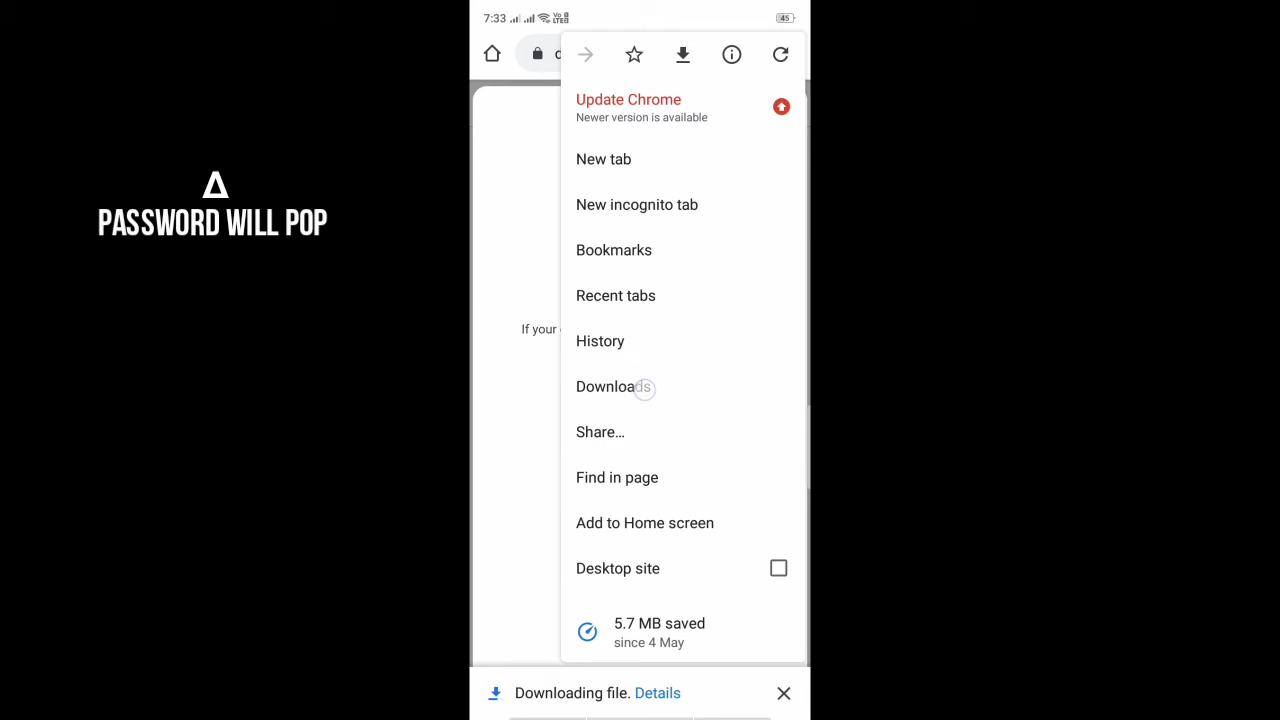 Δ
PASSWORD WILL POP
7:33
45
Update Chrome
Newer version is available
New tab
New incognito tab
Bookmarks
Recent tabs
History
If your
Downloads
Share…
Find in page
Add to Home screen
Desktop site
5.7 MB saved
since 4 May
Downloading file. Details